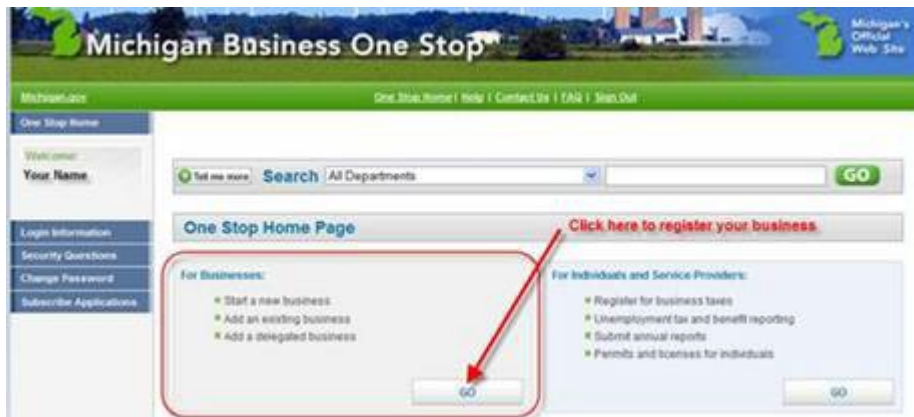 Michigan Business One Stop
Michigan's
Official
Web Site
Michigan.gov
One Stop Home | Help | Contact Us | FAQ | Sign Out
One Stop Home
Welcome:
Your Name
Tell me more Search All Departments GO
Login Information
Security Questions
Change Password
Subscribe Applications
One Stop Home Page
Click here to register your business
For Businesses:
Start a new business
Add an existing business
Add a delegated business
GO
For Individuals and Service Providers:
Register for business taxes
Unemployment tax and benefit reporting
Submit annual reports
Permits and licenses for individuals
GO